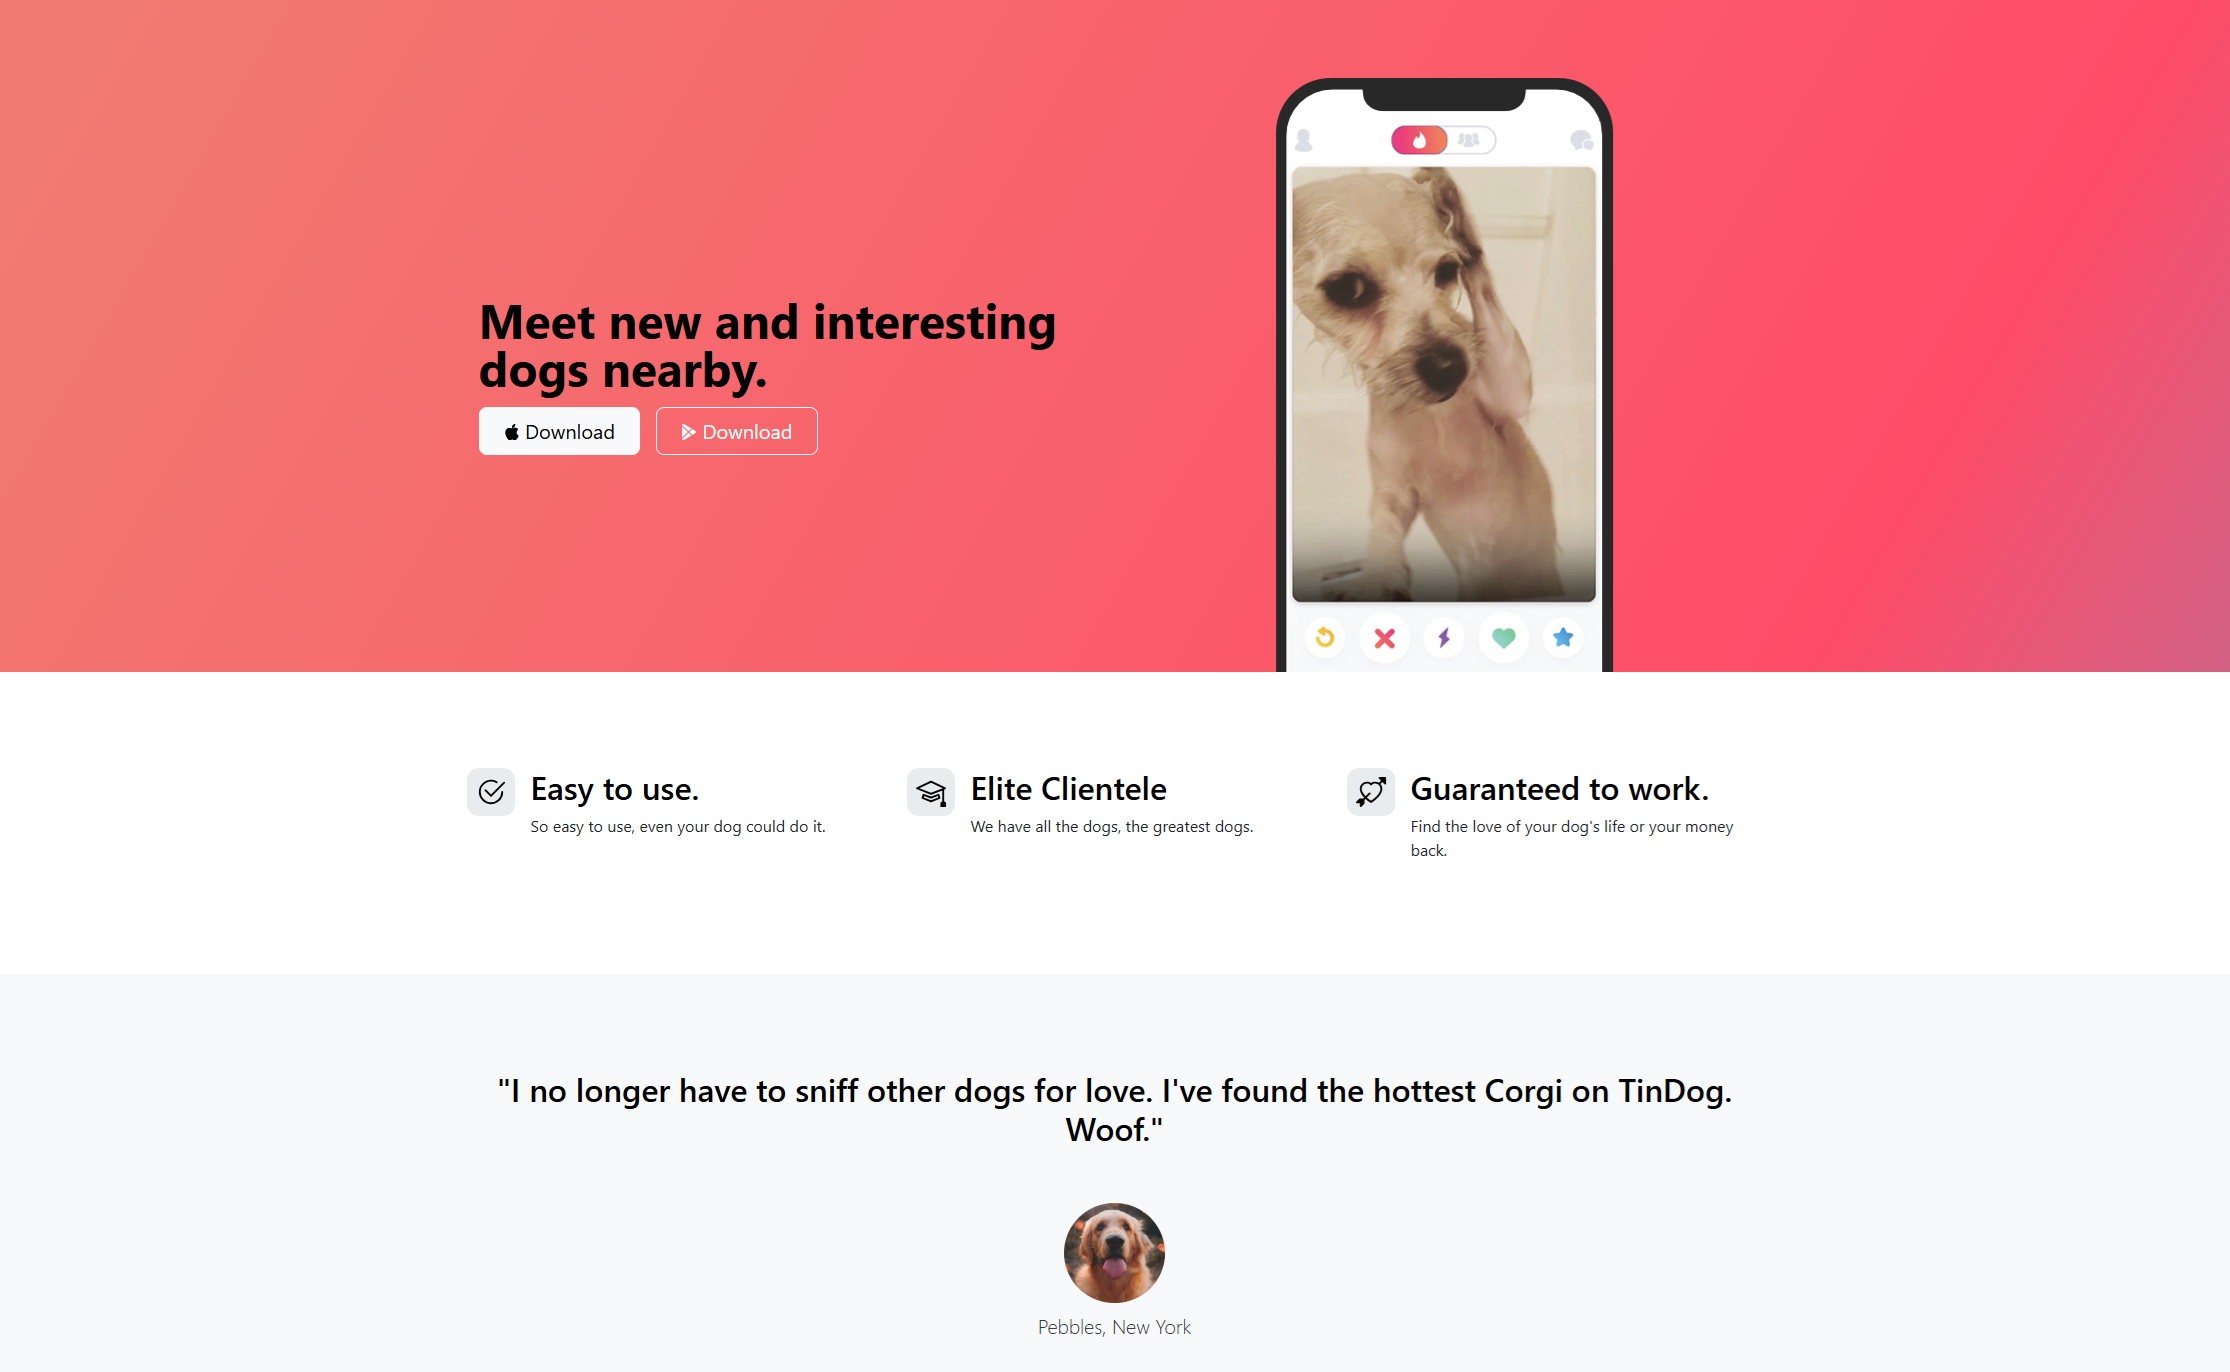 Meet new and interesting
dogs nearby.
Download
Download
Easy to use.
So easy to use, even your dog could do it.
Elite Clientele
We have all the dogs, the greatest dogs.
Guaranteed to work.
Find the love of your dog's life or your money
back.
"I no longer have to sniff other dogs for love. I've found the hottest Corgi on TinDog.
Woof."
Pebbles, New York